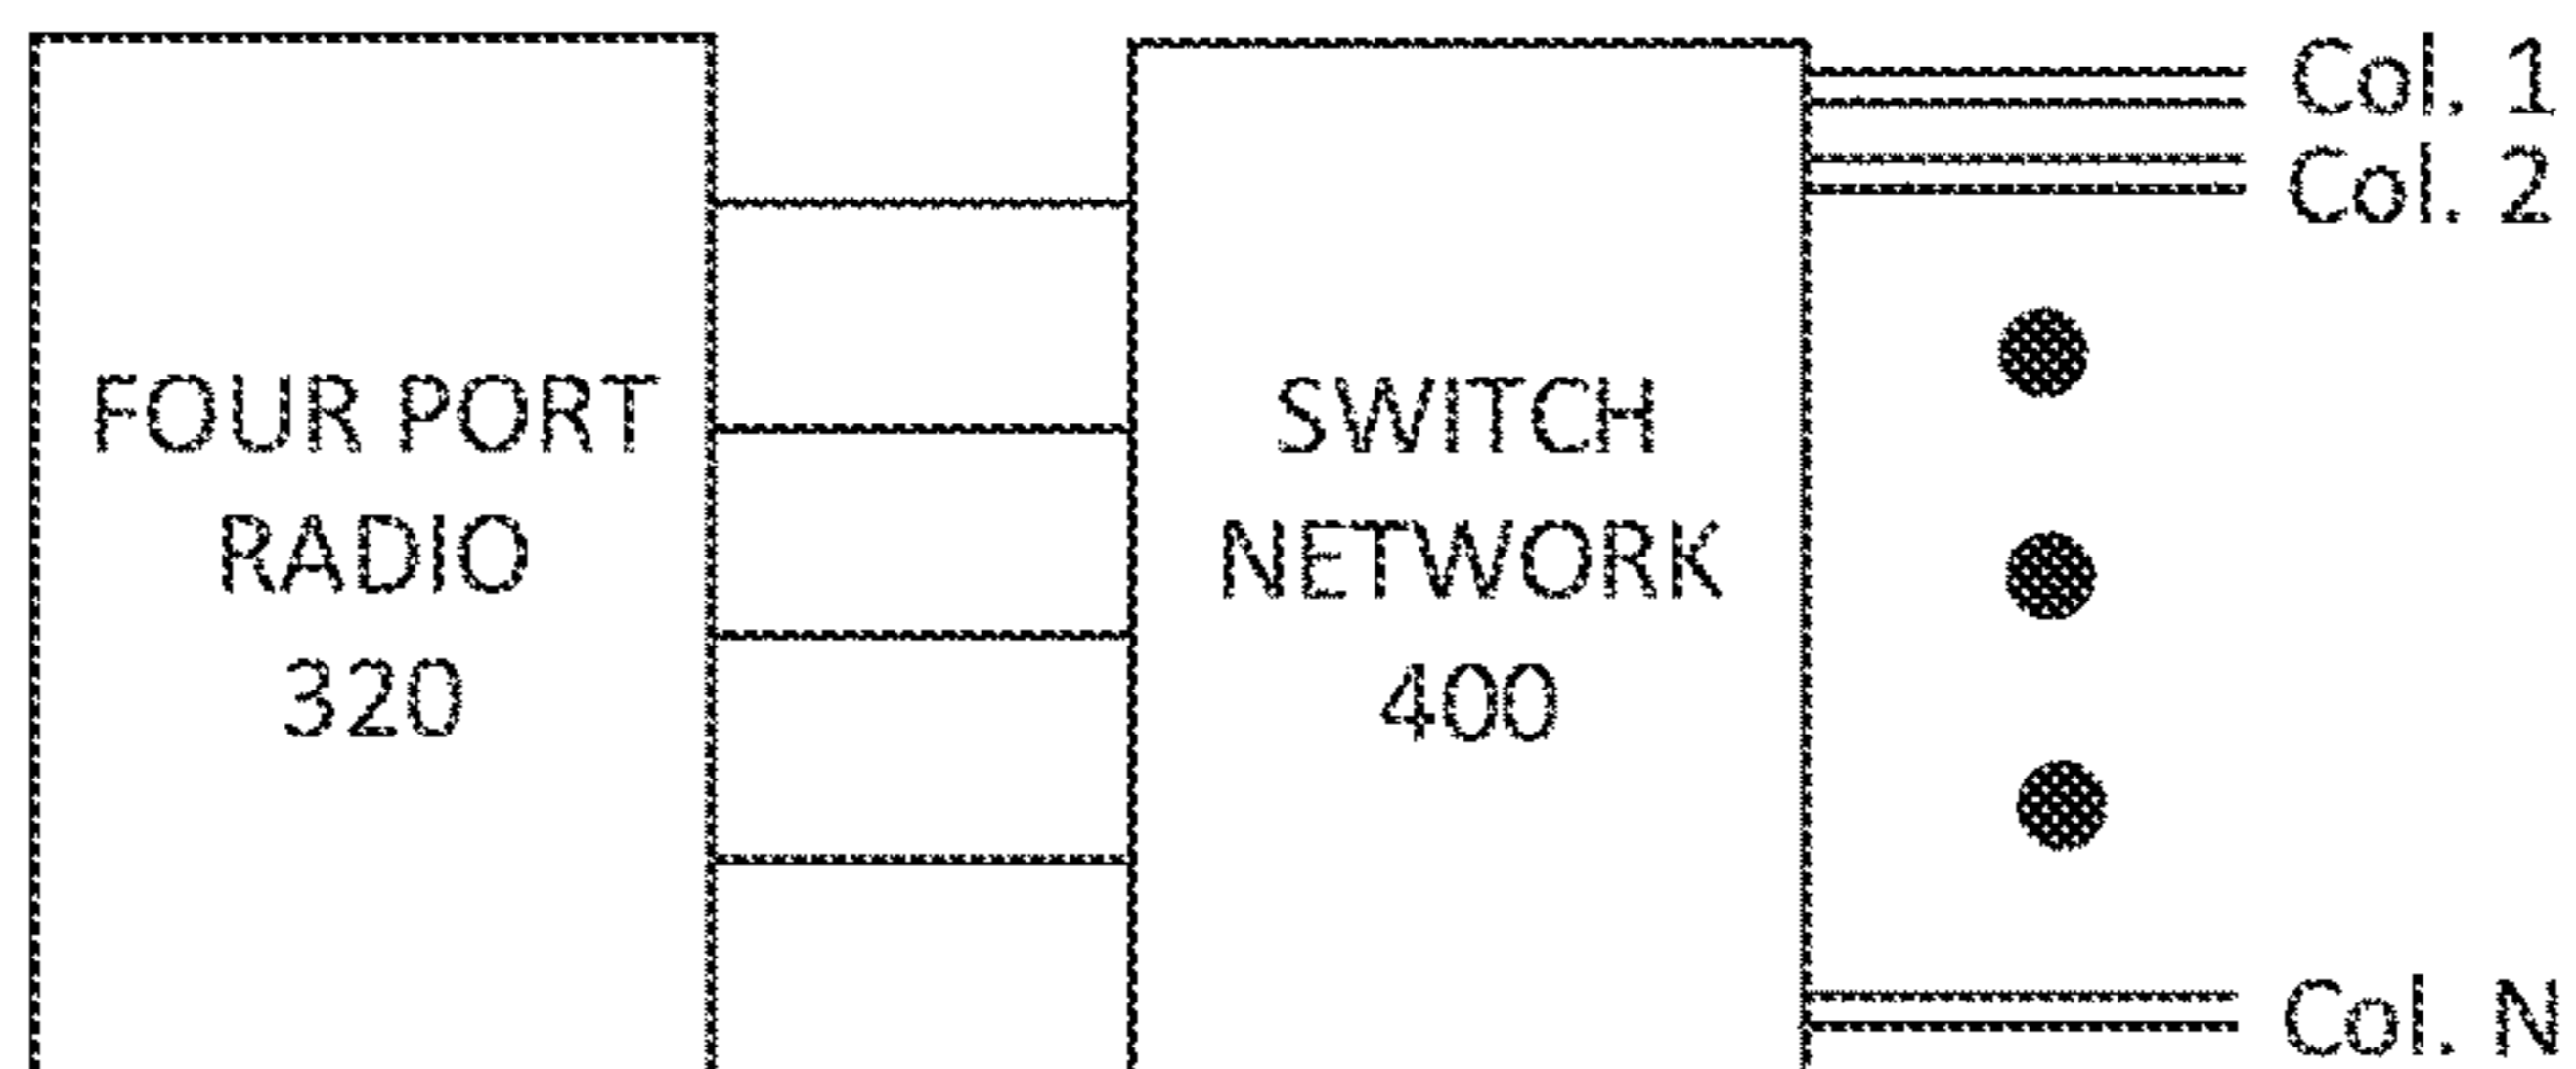 FOUR PORT
RADIO
320
SWITCH
NETWORK
400
Col. 1
Col. 2
Col. N